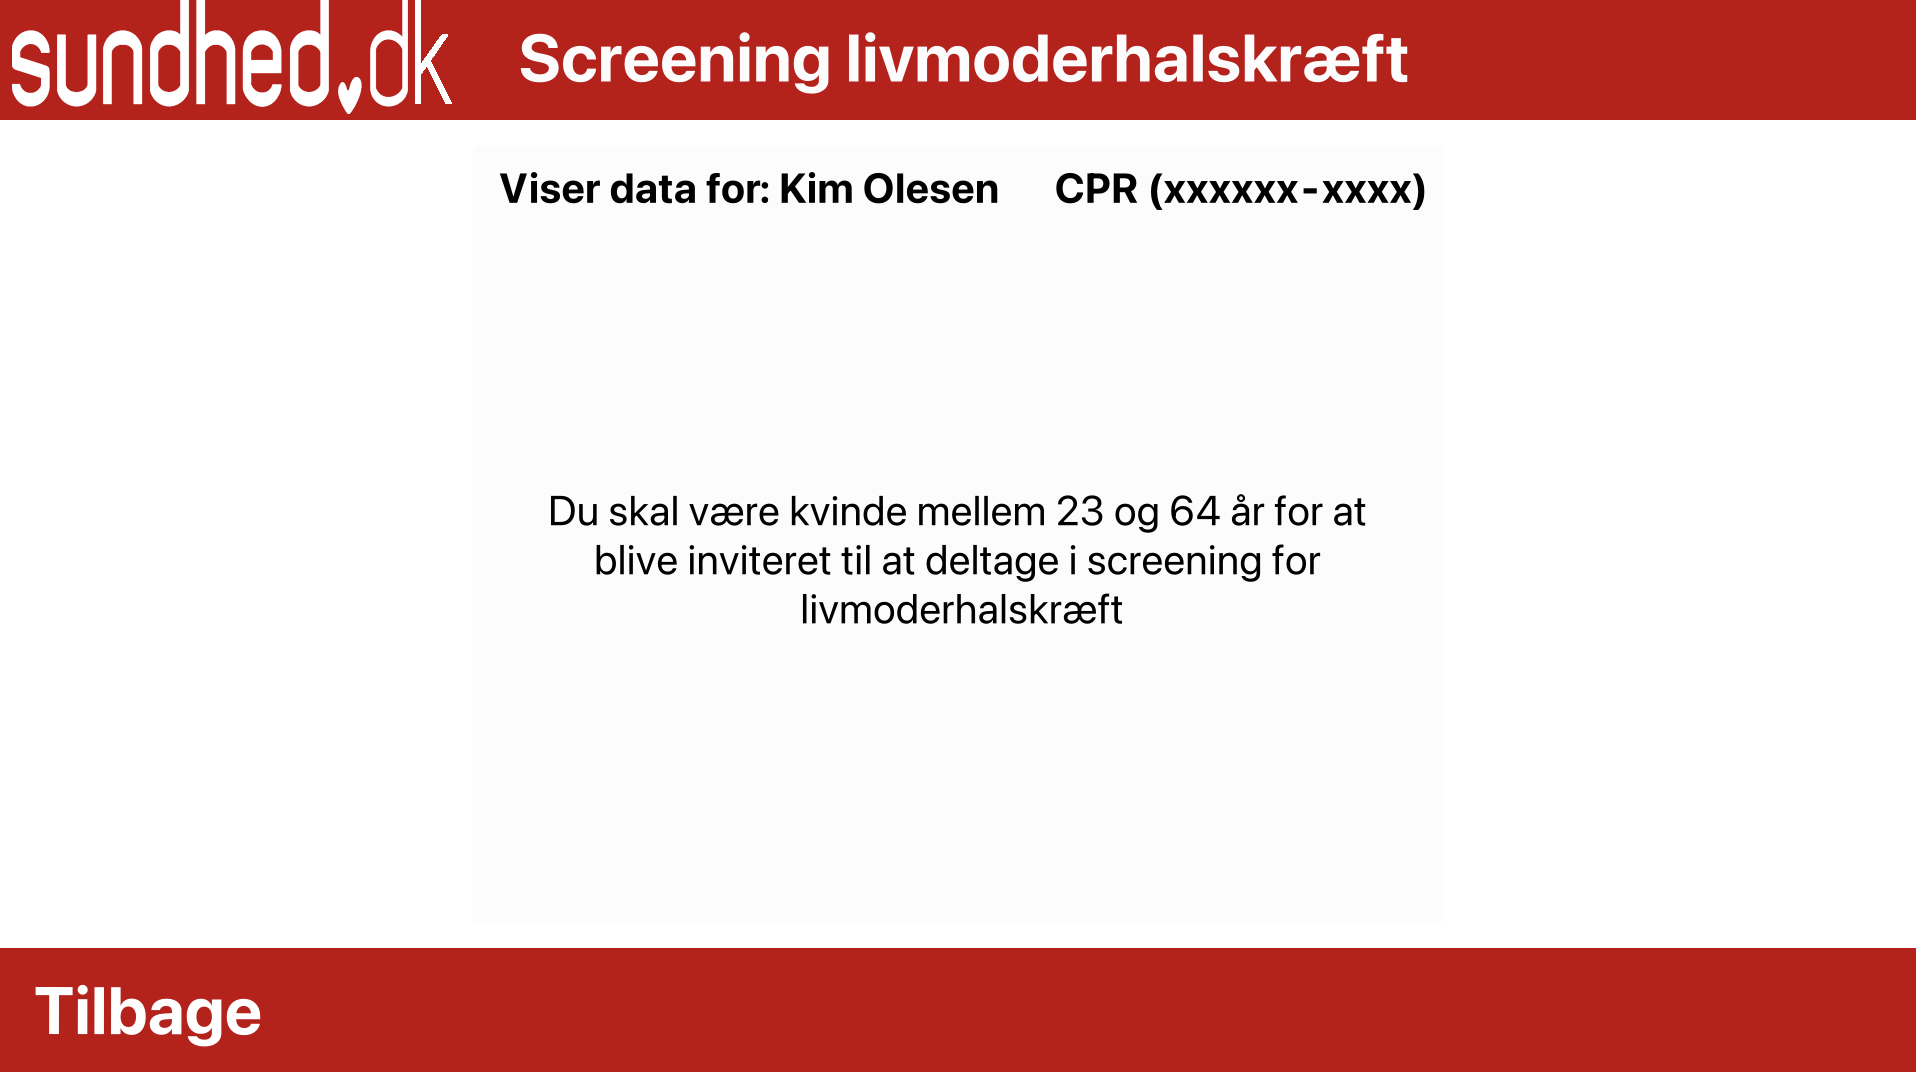 sundhed.dk
Screening livmoderhalskræft
Viser data for: Kim Olesen CPR (xxxxxx-xxxx)
Du skal være kvinde mellem 23 og 64 år for at
blive inviteret til at deltage i screening for
livmoderhalskræft
Tilbage